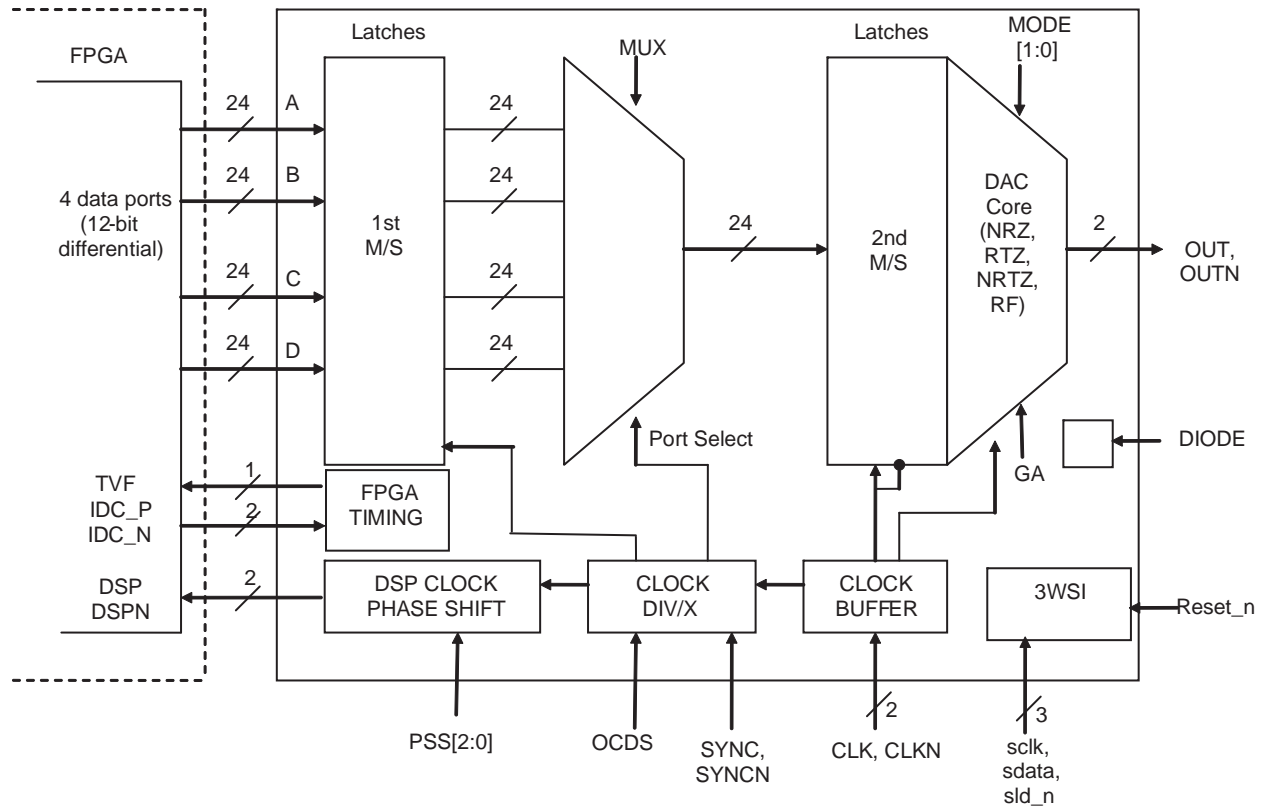 FPGA
Latches
MUX
Latches
MODE
[1:0]
24
A
24
24
B
24
24
C
24
24
D
24
4 data ports
(12-bit
differential)
1st
M/S
24
2nd
M/S
DAC
Core
(NRZ,
RTZ,
NRTZ,
RF)
2
OUT,
OUTN
Port Select
GA
DIODE
TVF
IDC_P
IDC_N
1
2
FPGA
TIMING
DSP
DSPN
2
DSP CLOCK
PHASE SHIFT
CLOCK
DIV/X
CLOCK
BUFFER
3WSI
Reset_n
PSS[2:0]
OCDS
SYNC,
SYNCN
2
CLK, CLKN
3
sclk,
sdata,
sld_n